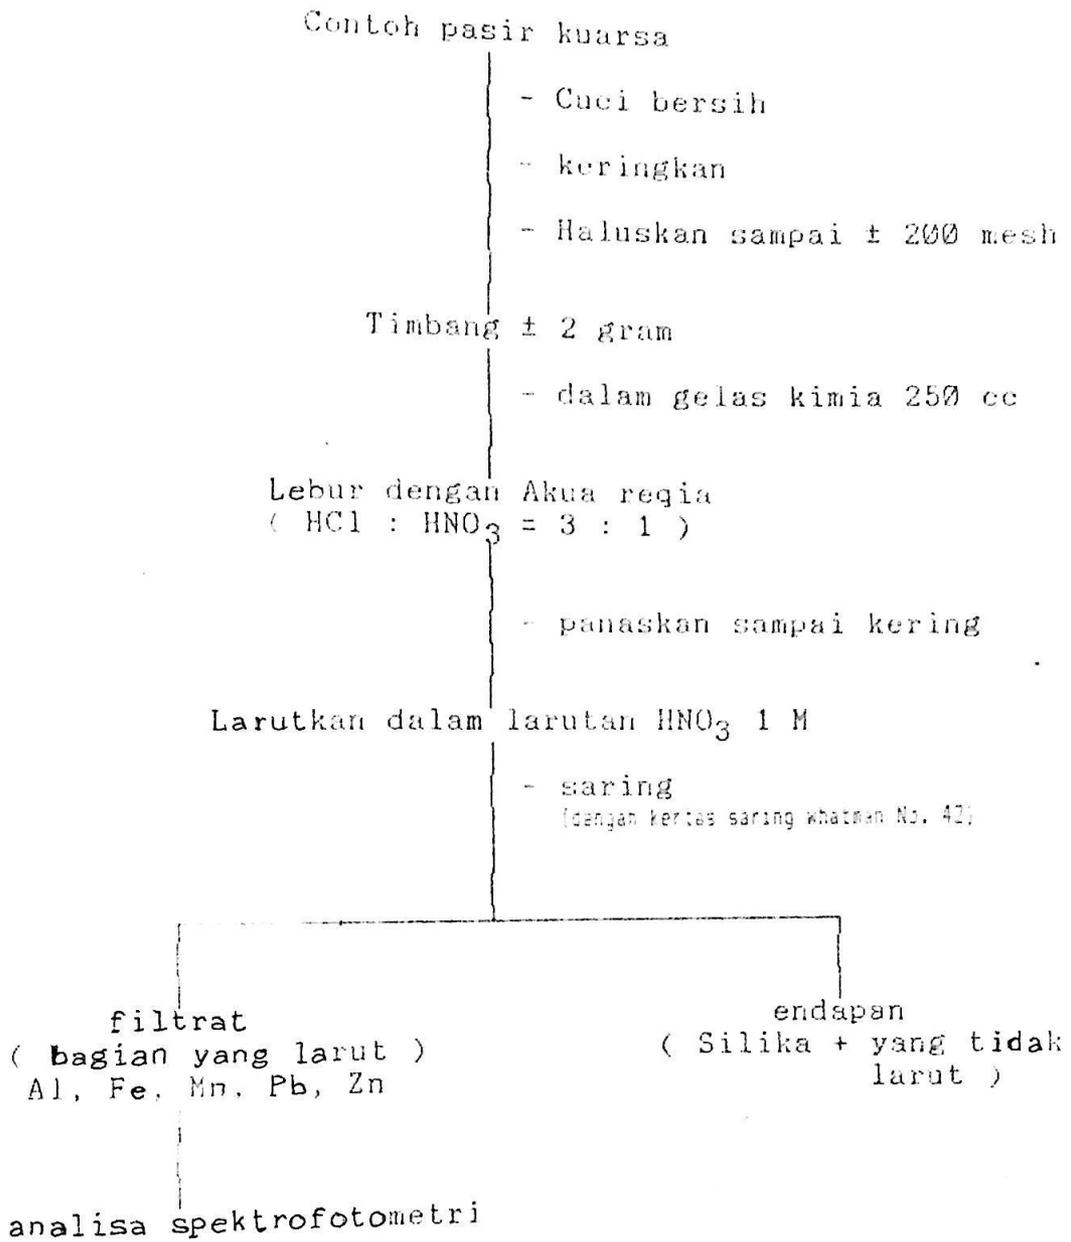 Contoh pasir kuarsa
- Cuci bersih
- keringkan
- Haluskan sampai ± 200 mesh
Timbang ± 2 gram
- dalam gelas kimia 250 cc
Lebur dengan Akua reqia
( HCl : HNO₃ = 3 : 1 )
- panaskan sampai kering
Larutkan dalam larutan HNO₃ 1 M
- saring
(dengan kertas saring whatman No. 42)
filtrat
( bagian yang larut )
Al, Fe, Mn, Pb, Zn
endapan
( Silika + yang tidak
larut )
analisa spektrofotometri